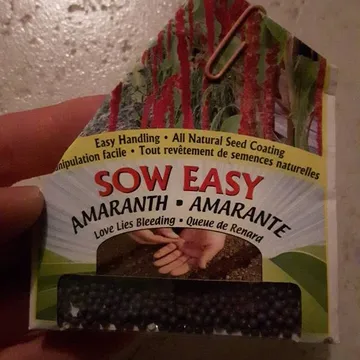 Easy Handling • All Natural Seed Coating
nipulation facile • Tout revêtement de semences naturelles
SOW EASY
AMARANTH • AMARANTE
Love Lies Bleeding • Queue de Renard